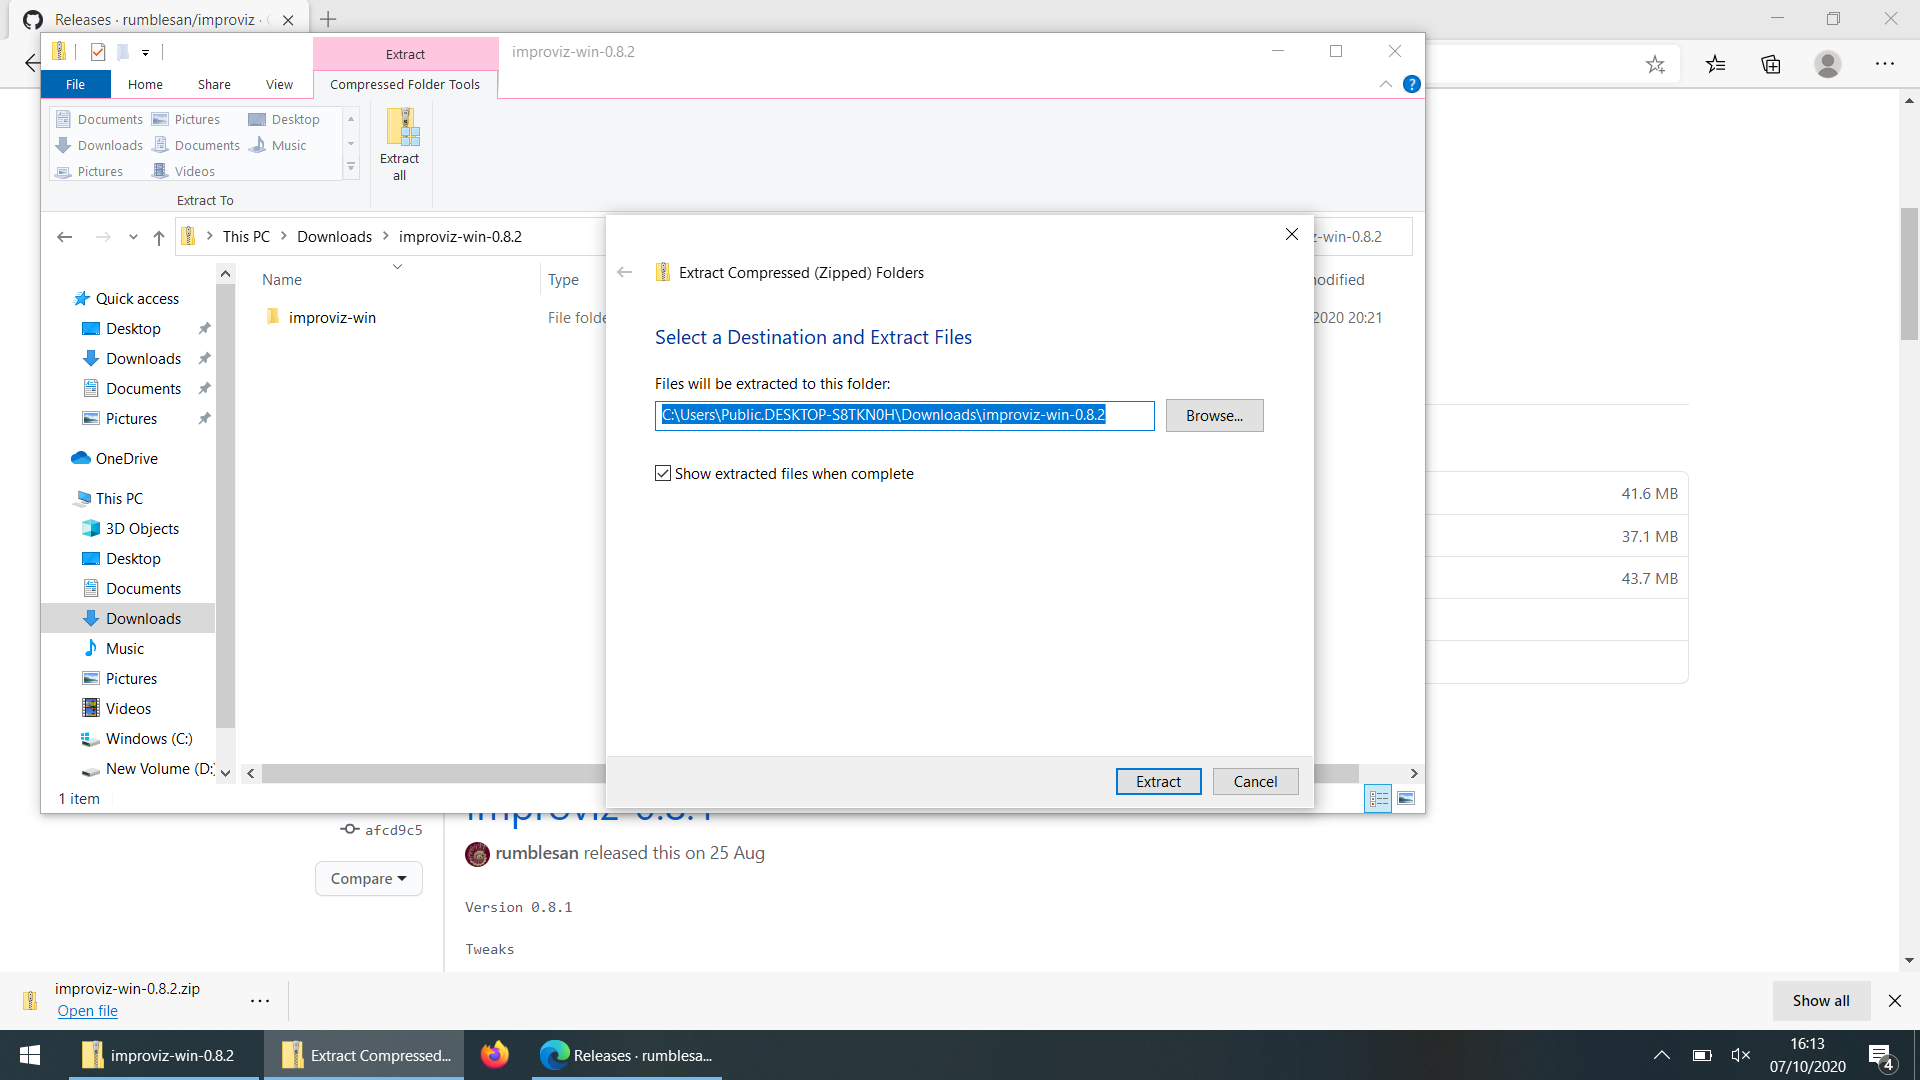 Releases · rumblesan/improviz ·
Extract
improviz-win-0.8.2
File
Home
Share
View
Compressed Folder Tools
?
Documents
Pictures
Desktop
Downloads
Documents
Music
Pictures
Videos
Extract
all
Extract To
This PC
Downloads
improviz-win-0.8.2
-win-0.8.2
Name
Type
odified
improviz-win
File folde
2020 20:21
Quick access
Desktop
Downloads
Documents
Pictures
OneDrive
This PC
3D Objects
Desktop
Documents
Downloads
Music
Pictures
Videos
Windows (C:)
New Volume (D:)
1 item
Extract Compressed (Zipped) Folders
Select a Destination and Extract Files
Files will be extracted to this folder:
C:\Users\Public.DESKTOP-S8TKN0H\Downloads\improviz-win-0.8.2
Browse...
Show extracted files when complete
Extract
Cancel
41.6 MB
37.1 MB
43.7 MB
improviz-0.8.1
afcd9c5
rumblesan released this on 25 Aug
Compare
Version 0.8.1
Tweaks
improviz-win-0.8.2.zip
Open file
Show all
improviz-win-0.8.2
Extract Compressed...
Releases · rumblesa...
16:13
07/10/2020
4